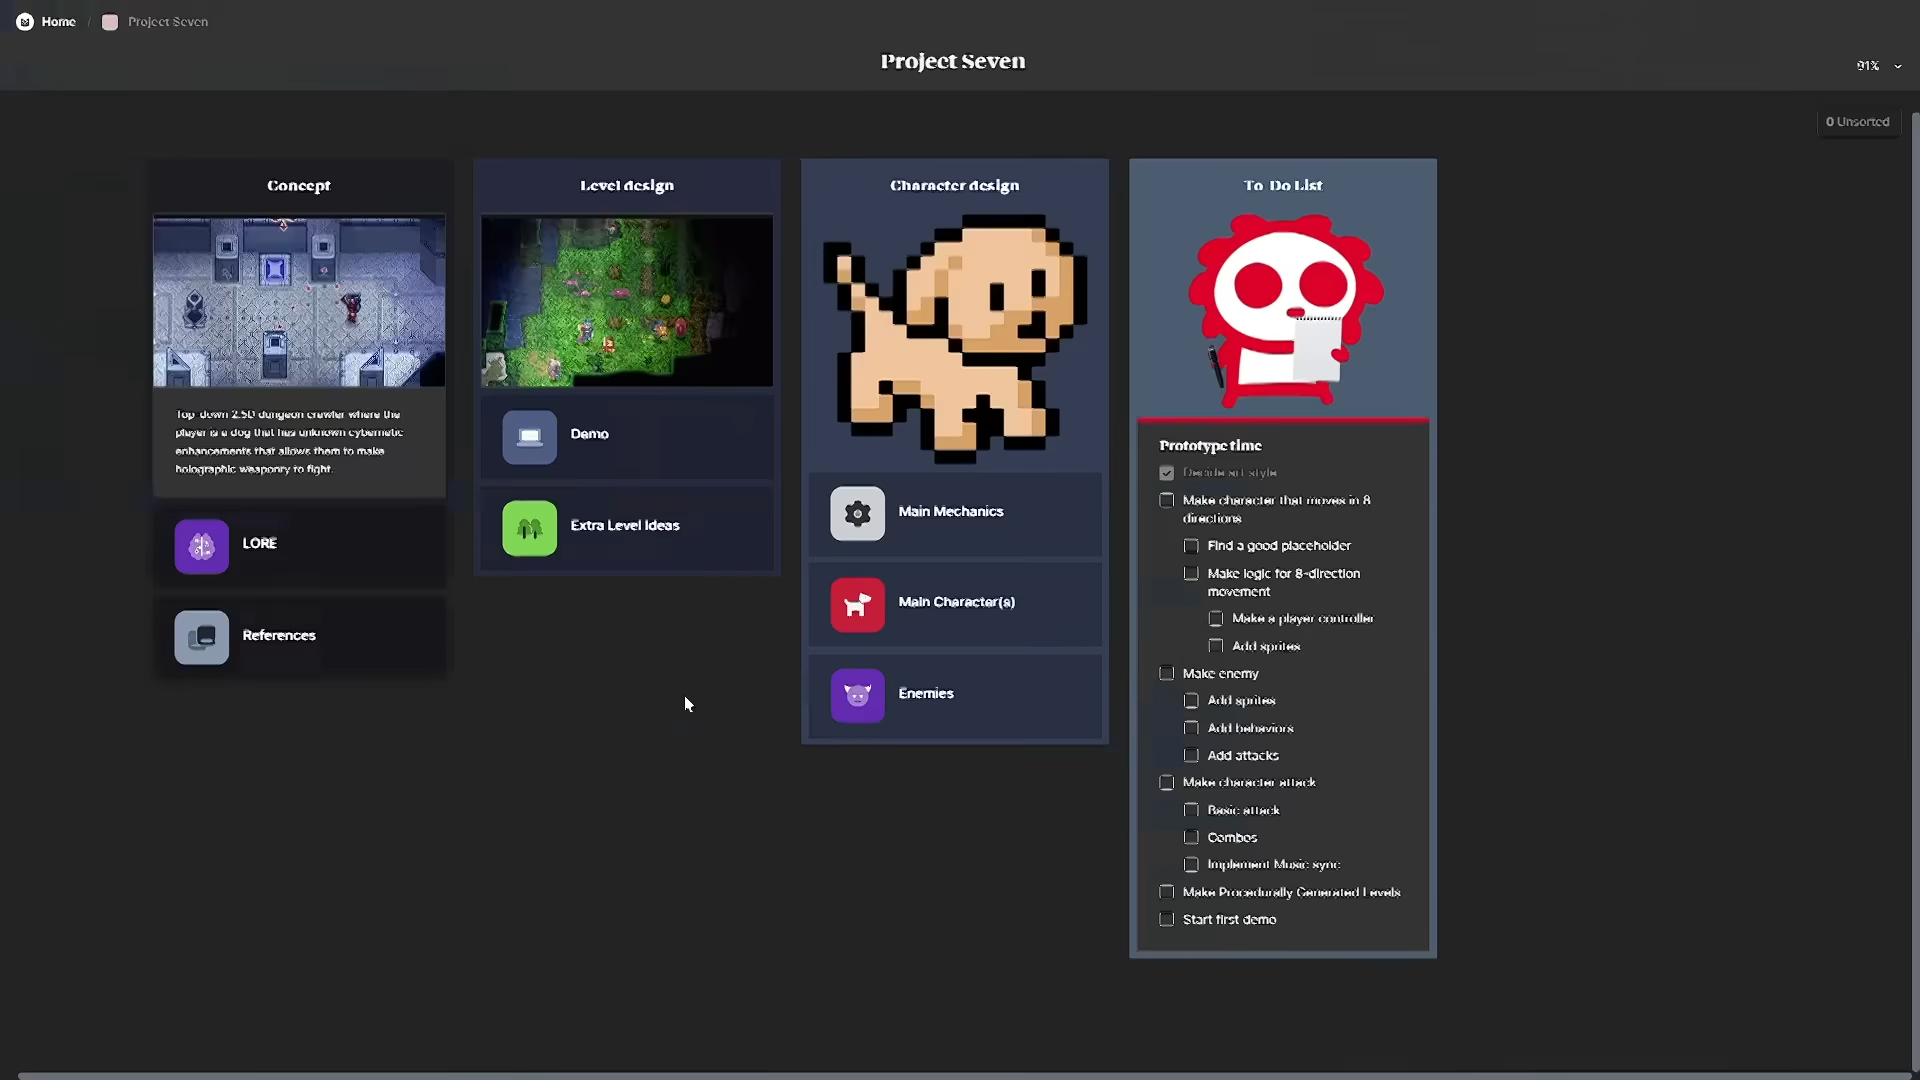 Home / Project Seven
Project Seven
91%
0 Unsorted
Concept
Top-down 2.5D dungeon crawler where the
player is a dog that has unknown cybernetic
enhancements that allows them to make
holographic weaponry to fight.
LORE
References
Level design
Demo
Extra Level Ideas
Character design
Main Mechanics
Main Character(s)
Enemies
To-Do List
Prototype time
Decide art style
Make character that moves in 8
directions
Find a good placeholder
Make logic for 8-direction
movement
Make a player controller
Add sprites
Make enemy
Add sprites
Add behaviors
Add attacks
Make character attack
Basic attack
Combos
Implement Music sync
Make Procedurally Generated Levels
Start first demo